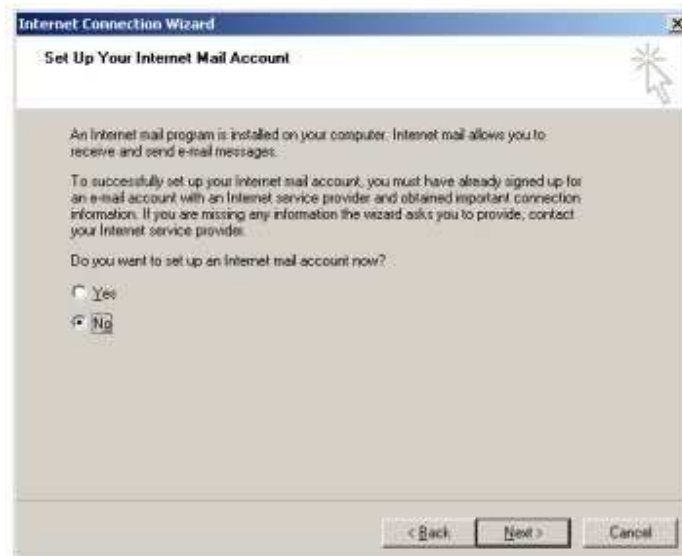 Internet Connection Wizard
Set Up Your Internet Mail Account
An Internet mail program is installed on your computer. Internet mail allows you to
receive and send e-mail messages.
To successfully set up your Internet mail account, you must have already signed up for
an e-mail account with an Internet service provider and obtained important connection
information. If you are missing any information the wizard asks you to provide, contact
your Internet service provider.
Do you want to set up an Internet mail account now?
Yes
No
< Back Next > Cancel